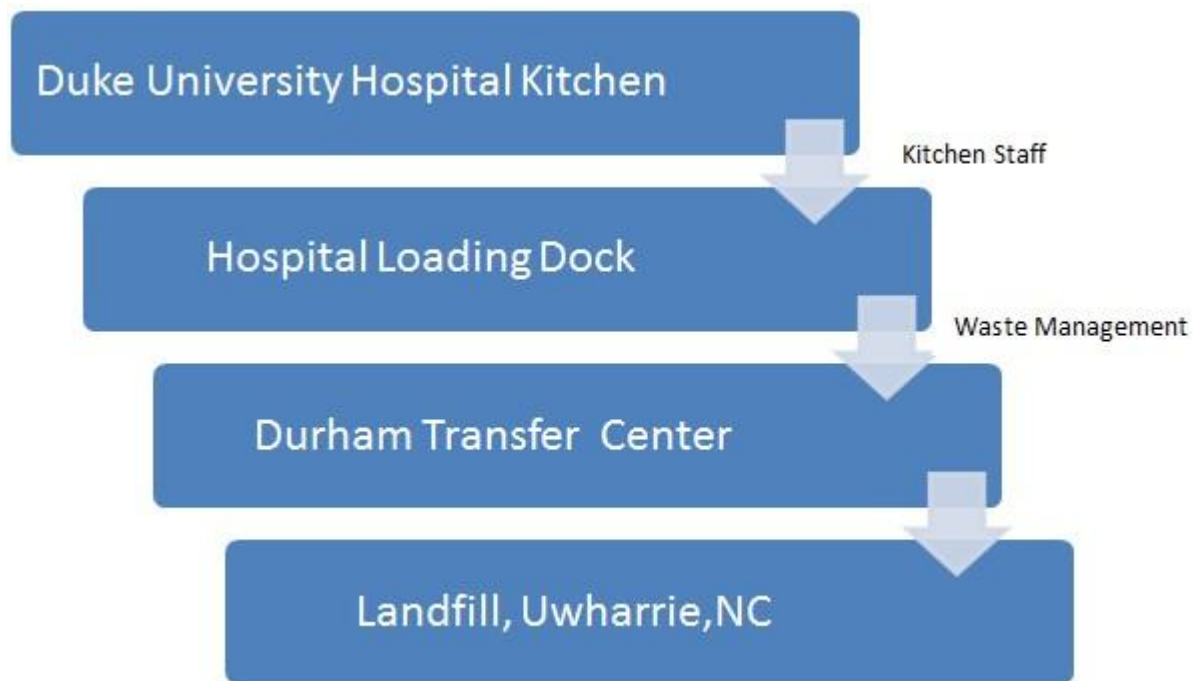 Duke University Hospital Kitchen
Kitchen Staff
Hospital Loading Dock
Waste Management
Durham Transfer Center
Landfill, Uwharrie,NC